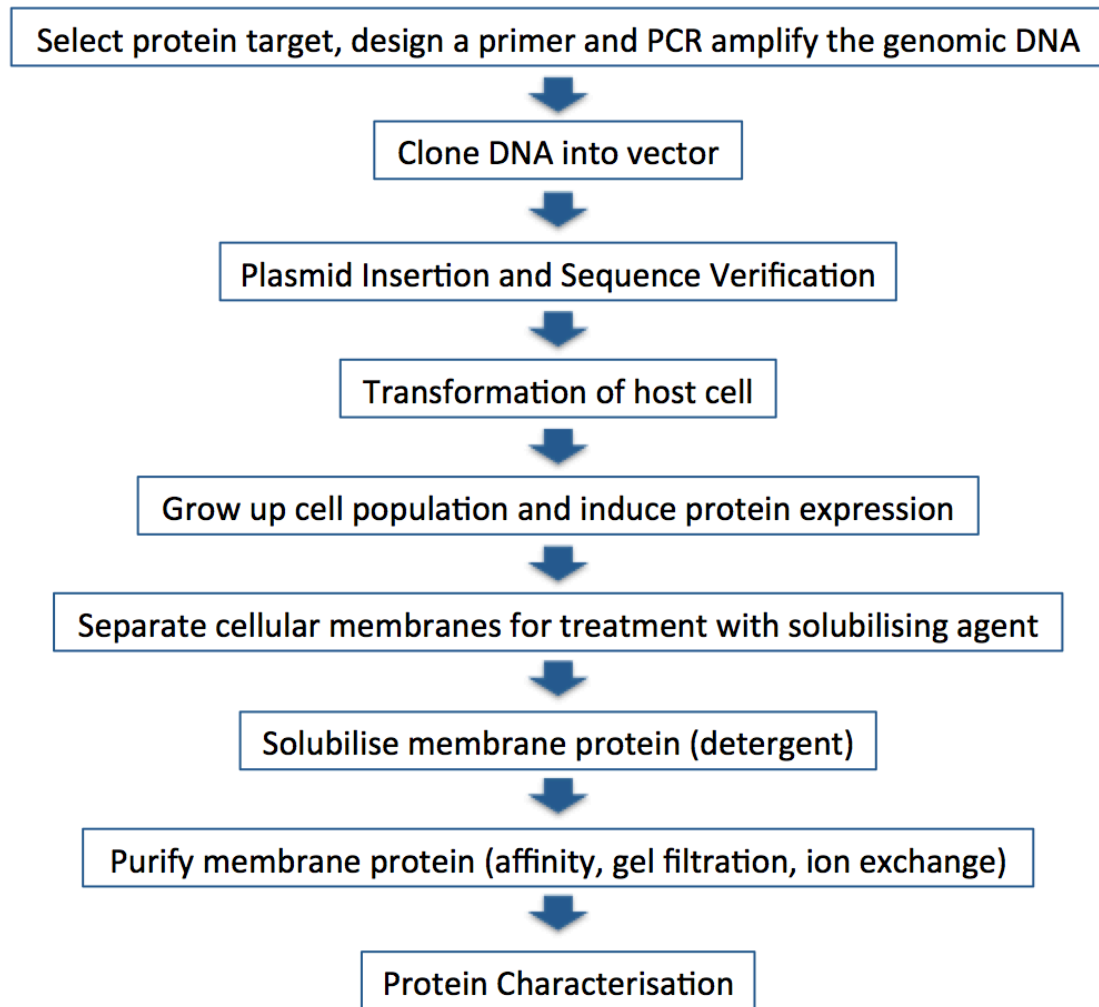 Select protein target, design a primer and PCR amplify the genomic DNA
Clone DNA into vector
Plasmid Insertion and Sequence Verification
Transformation of host cell
Grow up cell population and induce protein expression
Separate cellular membranes for treatment with solubilising agent
Solubilise membrane protein (detergent)
Purify membrane protein (affinity, gel filtration, ion exchange)
Protein Characterisation